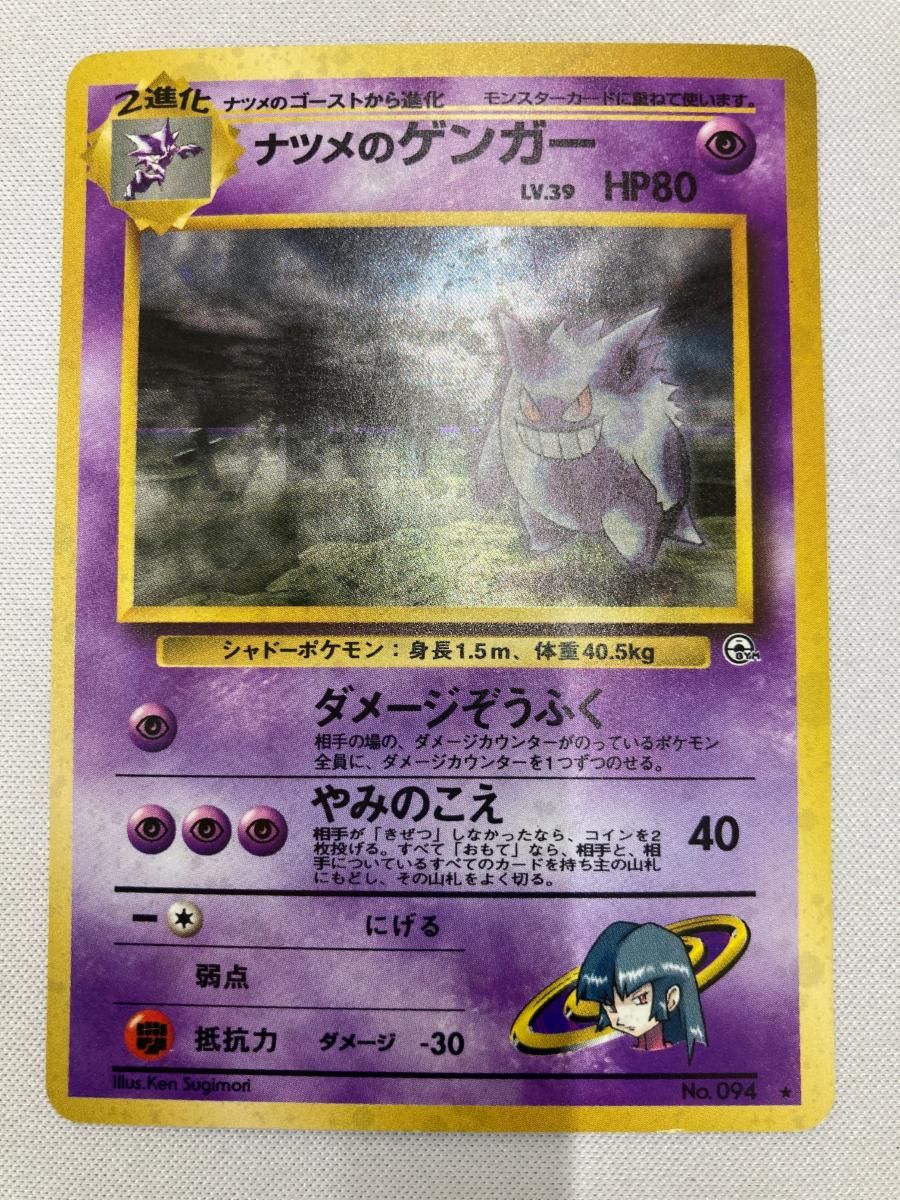 2進化 ナツメのゴーストから進化 モンスターカードに重ねて使います。
ナツメのゲンガー
LV.39 HP80
シャドーポケモン：身長1.5m、体重40.5kg
GYM
ダメージぞうふく
相手の場の、ダメージカウンターがのっているポケモン
全員に、ダメージカウンターを1つずつのせる。
やみのこえ 40
相手が「きぜつ」しなかったなら、コインを2
枚投げる。すべて「おもて」なら、相手と、相
手についているすべてのカードを持ち主の山札
にもどし、その山札をよく切る。
にげる
弱点
抵抗力 ダメージ -30
Illus.Ken Sugimori No. 094 ★